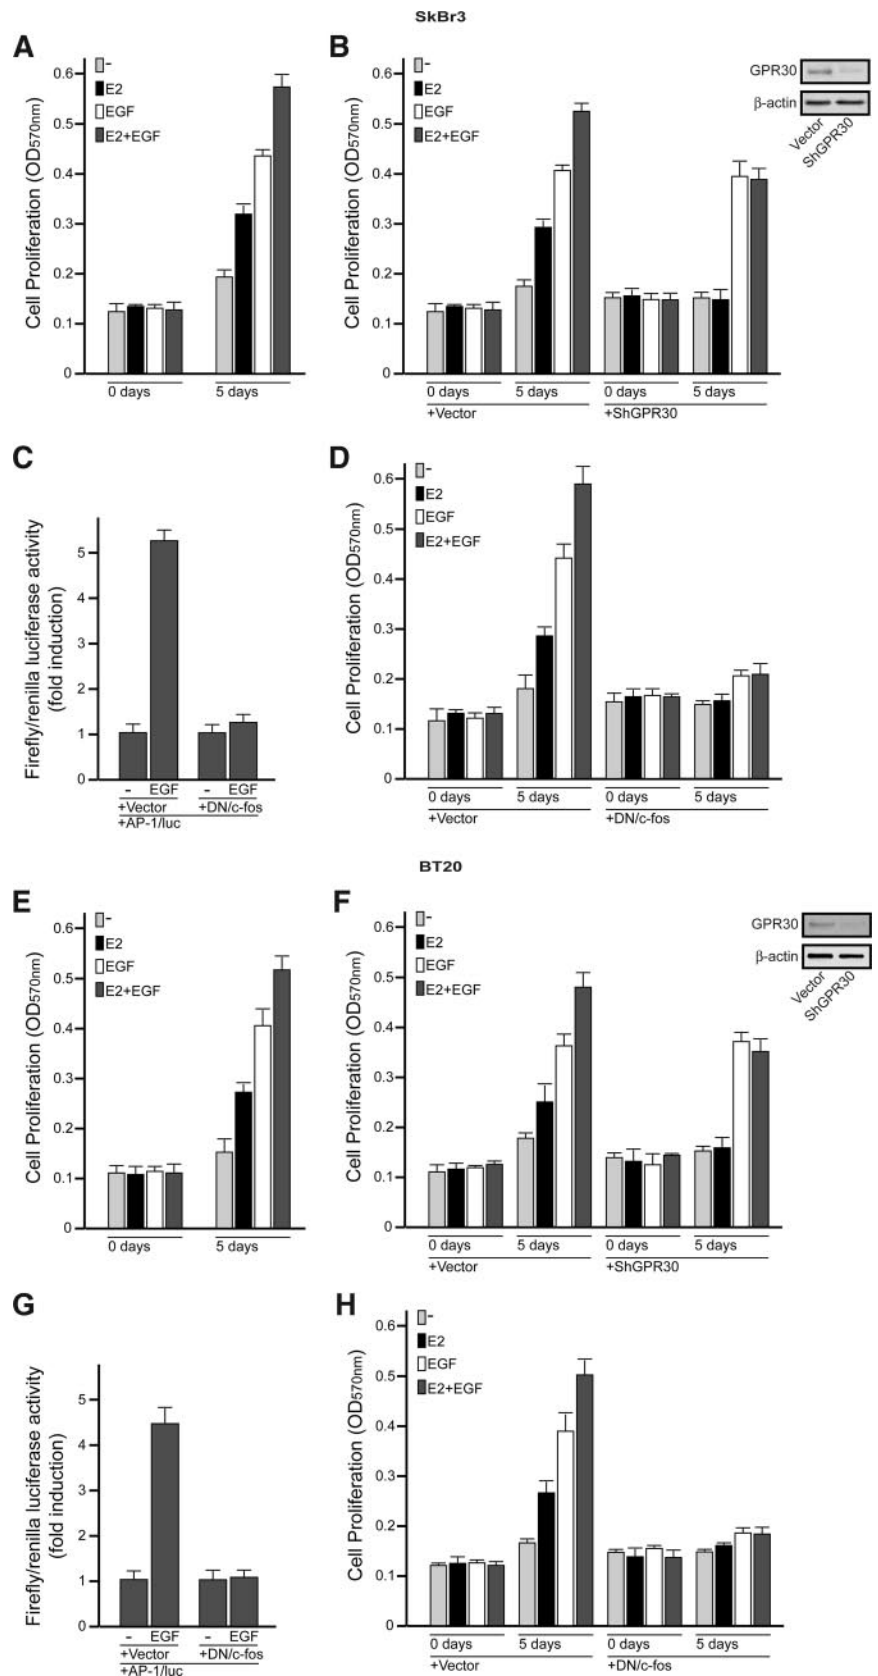 SkBr3
A
-
E2
EGF
E2+EGF
Cell Proliferation (OD570nm)
0.6
0.5
0.4
0.3
0.2
0.1
0
0 days
5 days
B
-
E2
EGF
E2+EGF
Cell Proliferation (OD570nm)
0.6
0.5
0.4
0.3
0.2
0.1
0
0 days
5 days
0 days
5 days
+Vector
+ShGPR30
GPR30
β-actin
Vector
ShGPR30
C
Firefly/renilla luciferase activity
(fold induction)
5
4
3
2
1
0
-
EGF
-
EGF
+Vector
+DN/c-fos
+AP-1/luc
D
-
E2
EGF
E2+EGF
Cell Proliferation (OD570nm)
0.6
0.5
0.4
0.3
0.2
0.1
0
0 days
5 days
0 days
5 days
+Vector
+DN/c-fos
BT20
E
-
E2
EGF
E2+EGF
Cell Proliferation (OD570nm)
0.6
0.5
0.4
0.3
0.2
0.1
0
0 days
5 days
F
-
E2
EGF
E2+EGF
Cell Proliferation (OD570nm)
0.6
0.5
0.4
0.3
0.2
0.1
0
0 days
5 days
0 days
5 days
+Vector
+ShGPR30
GPR30
β-actin
Vector
ShGPR30
G
Firefly/renilla luciferase activity
(fold induction)
5
4
3
2
1
0
-
EGF
-
EGF
+Vector
+DN/c-fos
+AP-1/luc
H
-
E2
EGF
E2+EGF
Cell Proliferation (OD570nm)
0.6
0.5
0.4
0.3
0.2
0.1
0
0 days
5 days
0 days
5 days
+Vector
+DN/c-fos